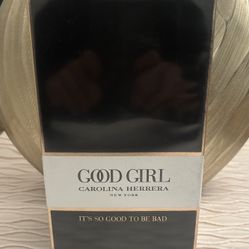 GOOD GIRL
CAROLINA HERRERA
NEW YORK
IT'S SO GOOD TO BE BAD